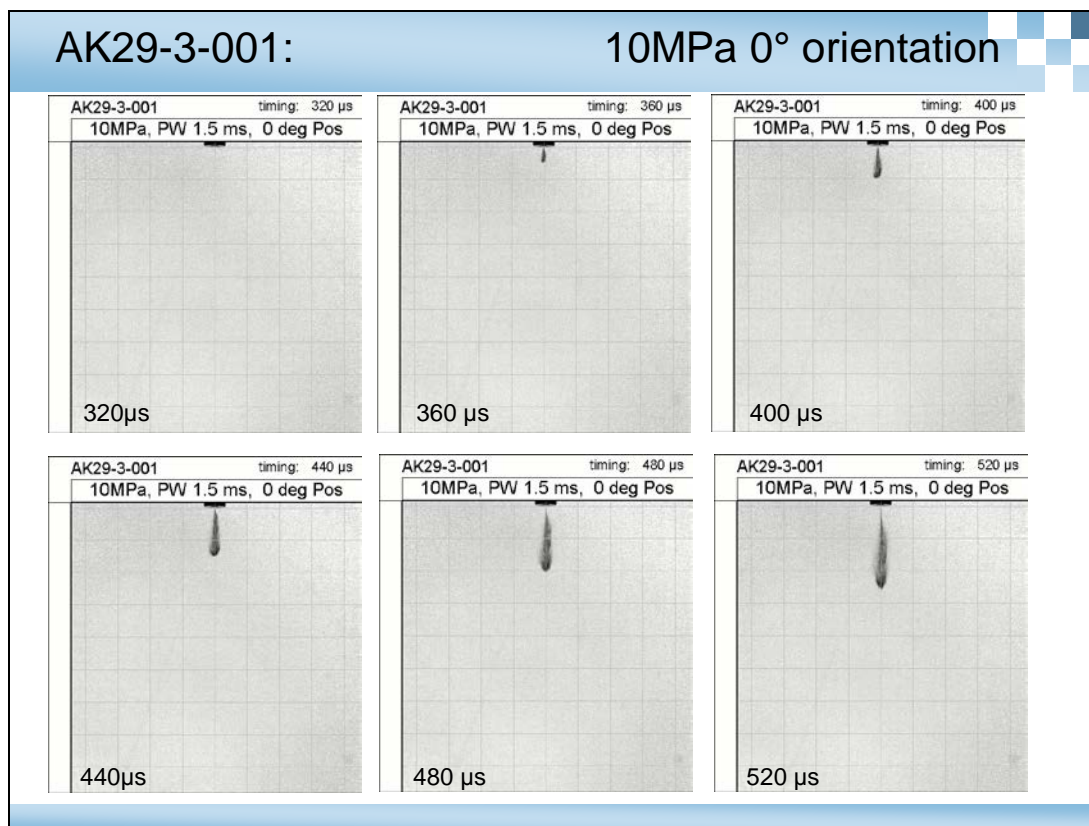 AK29-3-001: 10MPa 0° orientation
AK29-3-001 timing: 320 µs
10MPa, PW 1.5 ms, 0 deg Pos
320µs
AK29-3-001 timing: 360 µs
10MPa, PW 1.5 ms, 0 deg Pos
360 µs
AK29-3-001 timing: 400 µs
10MPa, PW 1.5 ms, 0 deg Pos
400 µs
AK29-3-001 timing: 440 µs
10MPa, PW 1.5 ms, 0 deg Pos
440µs
AK29-3-001 timing: 480 µs
10MPa, PW 1.5 ms, 0 deg Pos
480 µs
AK29-3-001 timing: 520 µs
10MPa, PW 1.5 ms, 0 deg Pos
520 µs